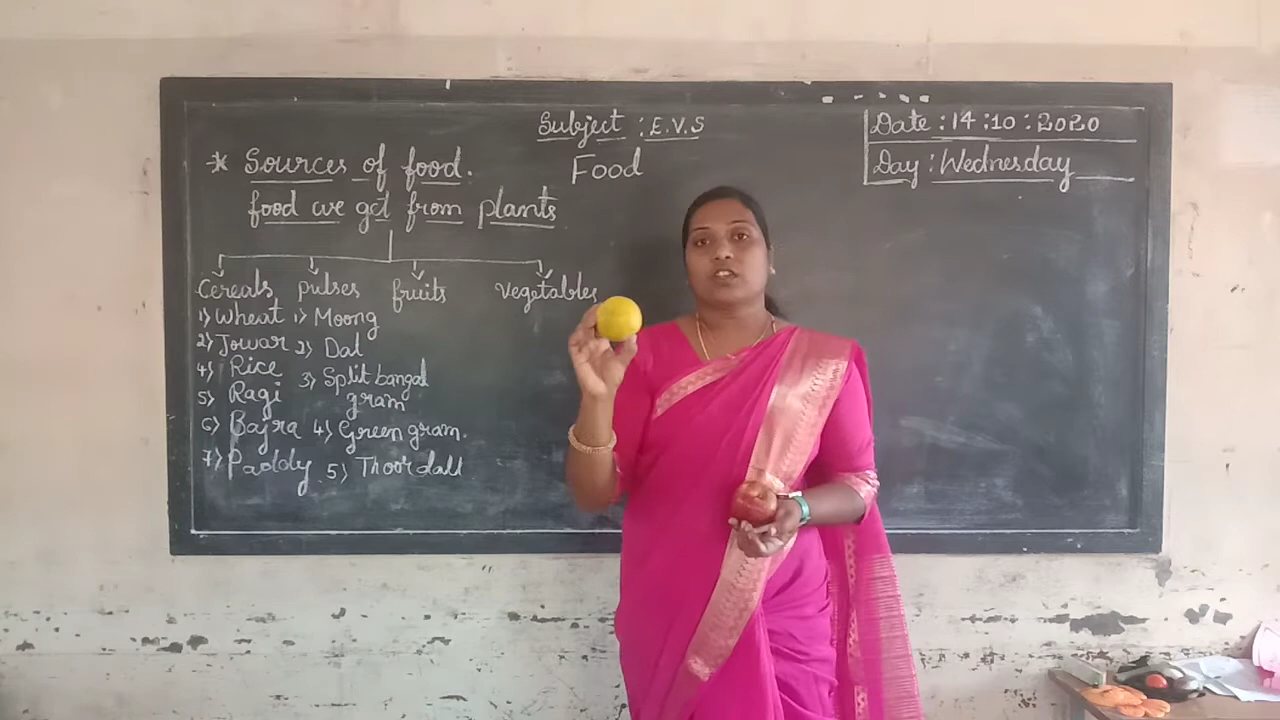 Subject : E.V.S
Food
Date : 14 : 10 : 2020
Day : Wednesday
* Sources of food.
food we get from plants
Cereals pulses fruits vegetables
1) Wheat 1) Moong
2) Jowar 2) Dal
4) Rice 3) Split bangal
5) Ragi gram
6) Bajra 4) Green gram.
7) Paddy 5) Thoor dall